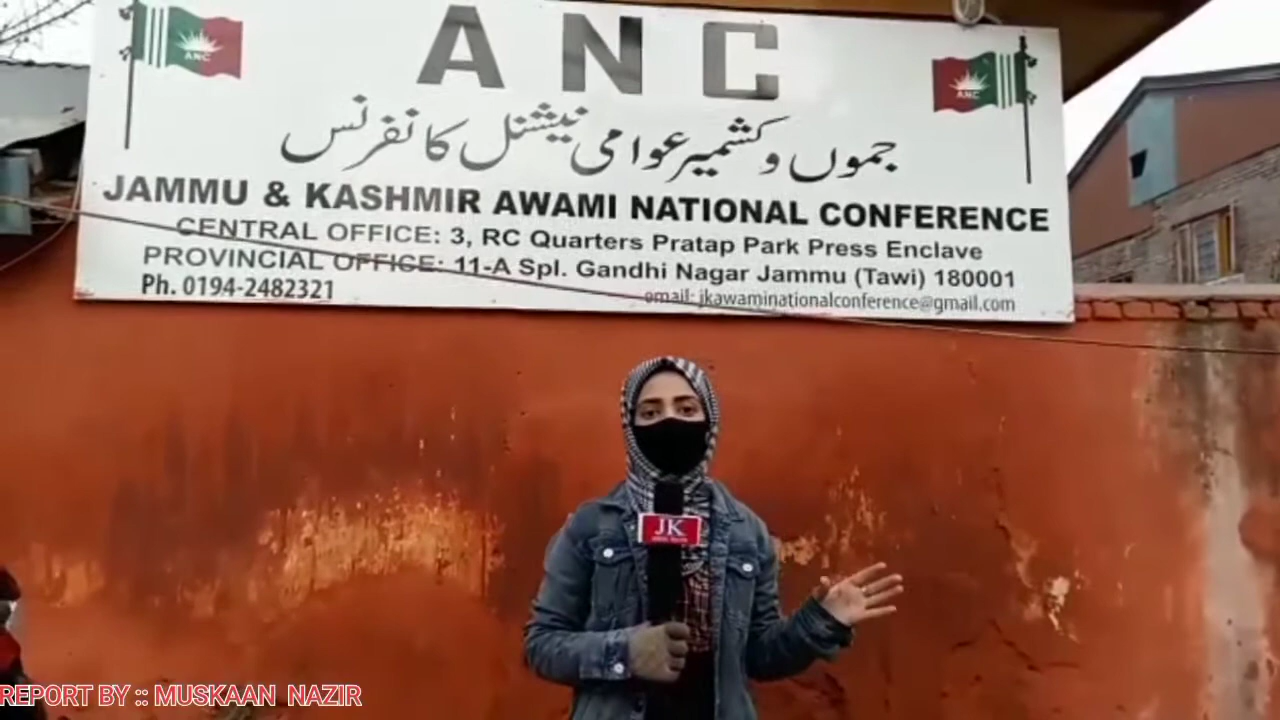 ANC
ANC
ANC
جموں و کشمیر عوامی نیشنل کانفرنس
JAMMU & KASHMIR AWAMI NATIONAL CONFERENCE
CENTRAL OFFICE: 3, RC Quarters Pratap Park Press Enclave
PROVINCIAL OFFICE: 11-A Spl. Gandhi Nagar Jammu (Tawi) 180001
Ph. 0194-2482321
email: jkawaminationalconference@gmail.com
JK
REPORT BY :: MUSKAAN NAZIR